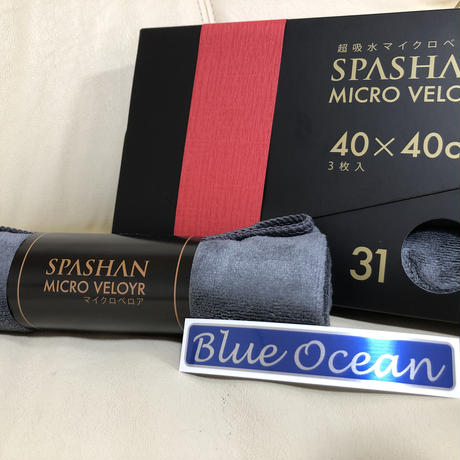 超吸水マイクロベ
SPASHAN
MICRO VELO
40×40c
3枚入
31
SPASHAN
MICRO VELOYR
マイクロベロア
Blue Ocean